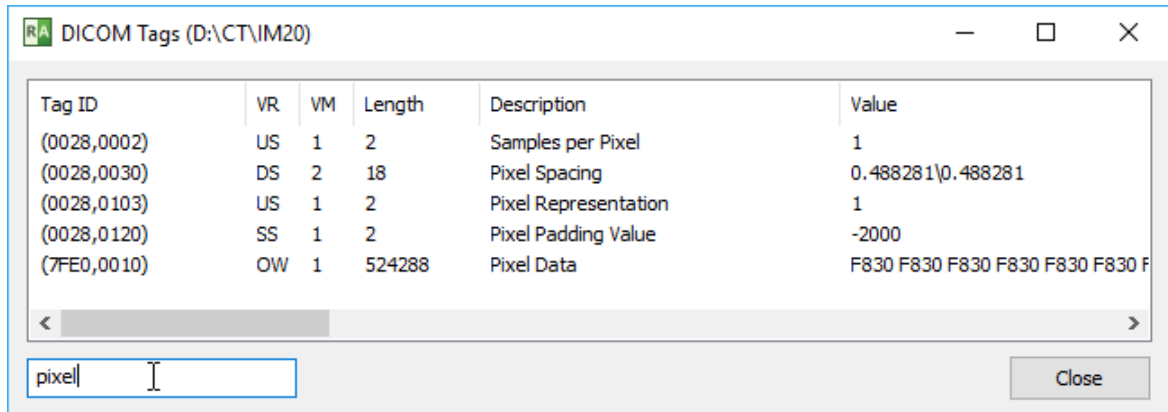 RA DICOM Tags (D:\CT\IM20)
Tag ID VR VM Length Description Value
(0028,0002) US 1 2 Samples per Pixel 1
(0028,0030) DS 2 18 Pixel Spacing 0.488281\0.488281
(0028,0103) US 1 2 Pixel Representation 1
(0028,0120) SS 1 2 Pixel Padding Value -2000
(7FE0,0010) OW 1 524288 Pixel Data F830 F830 F830 F830 F830 F830 F
pixel Close